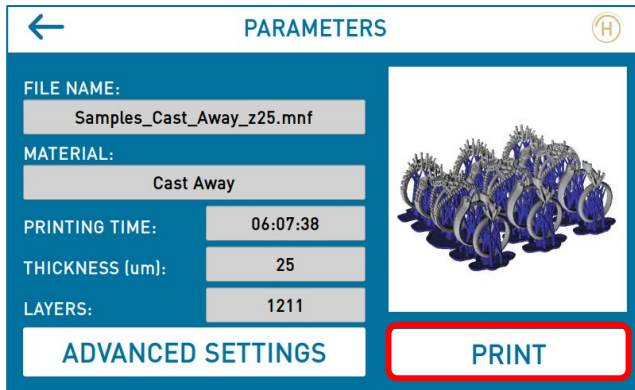 PARAMETERS
H
FILE NAME:
Samples_Cast_Away_z25.mnf
MATERIAL:
Cast Away
PRINTING TIME: 06:07:38
THICKNESS (um): 25
LAYERS: 1211
ADVANCED SETTINGS
PRINT